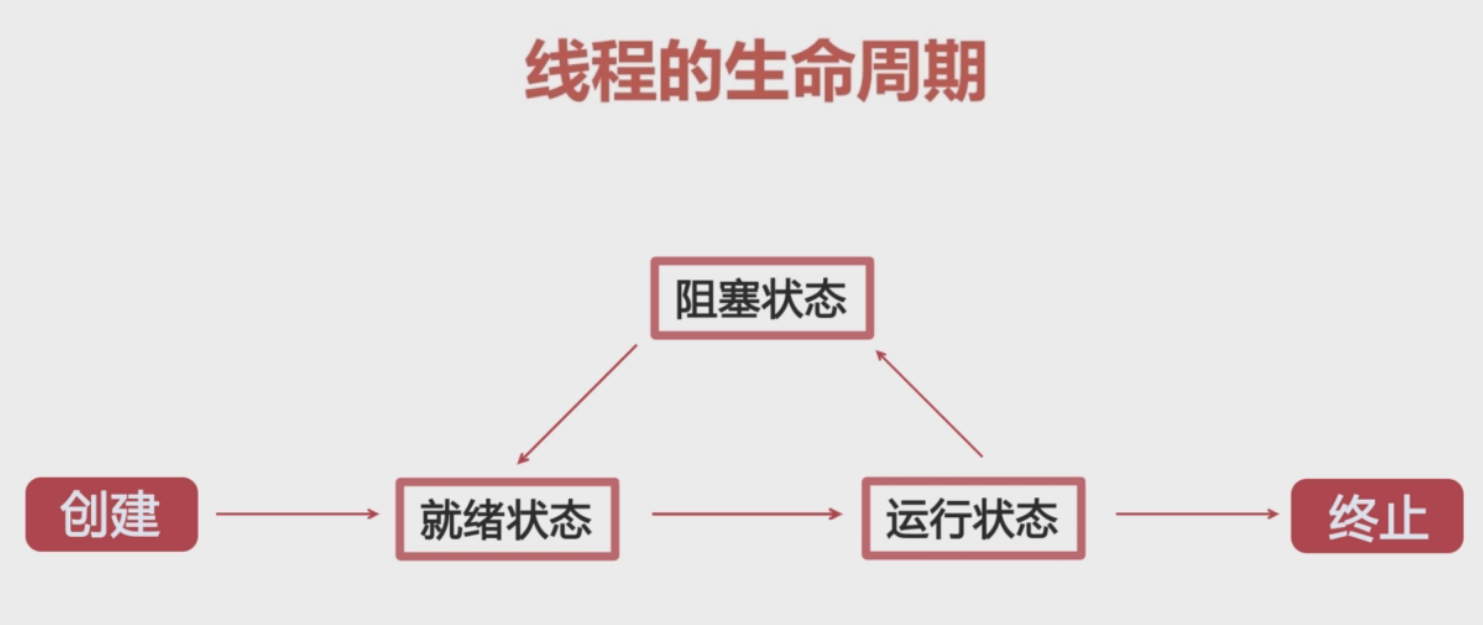 线程的生命周期
阻塞状态
创建
就绪状态
运行状态
终止